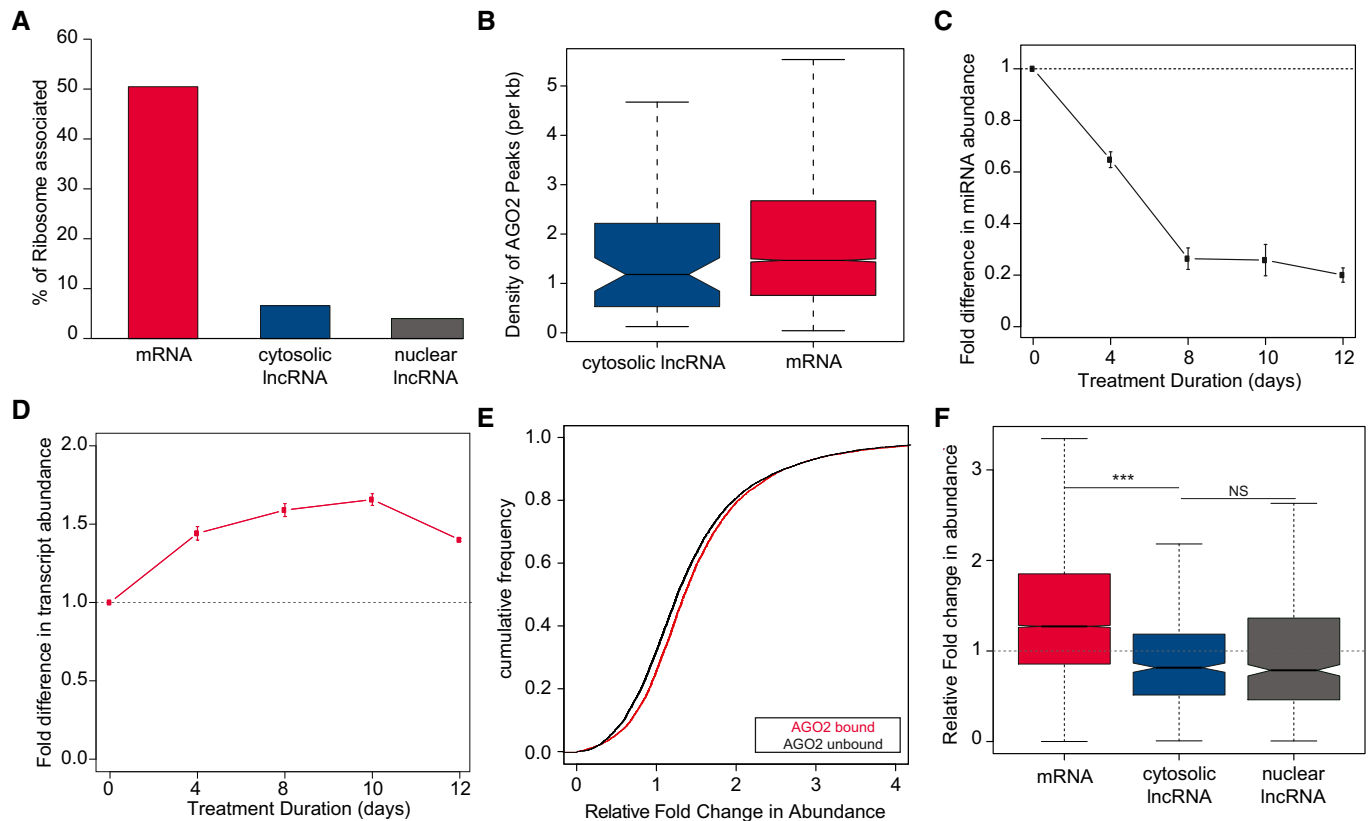 A
% of Ribosome associated
60
50
40
30
20
10
0
mRNA
cytosolic
lncRNA
nuclear
lncRNA
B
Density of AGO2 Peaks (per kb)
5
4
3
2
1
0
cytosolic lncRNA
mRNA
C
Fold difference in miRNA abundance
1
0.8
0.6
0.4
0.2
0
0
4
8
10
12
Treatment Duration (days)
D
Fold difference in transcript abundance
2.0
1.5
1.0
0.5
0.0
0
4
8
10
12
Treatment Duration (days)
E
cumulative frequency
1.0
0.8
0.6
0.4
0.2
0.0
AGO2 bound
AGO2 unbound
0
1
2
3
4
Relative Fold Change in Abundance
F
Relative Fold change in abundance
3
2
1
0
***
NS
mRNA
cytosolic
lncRNA
nuclear
lncRNA